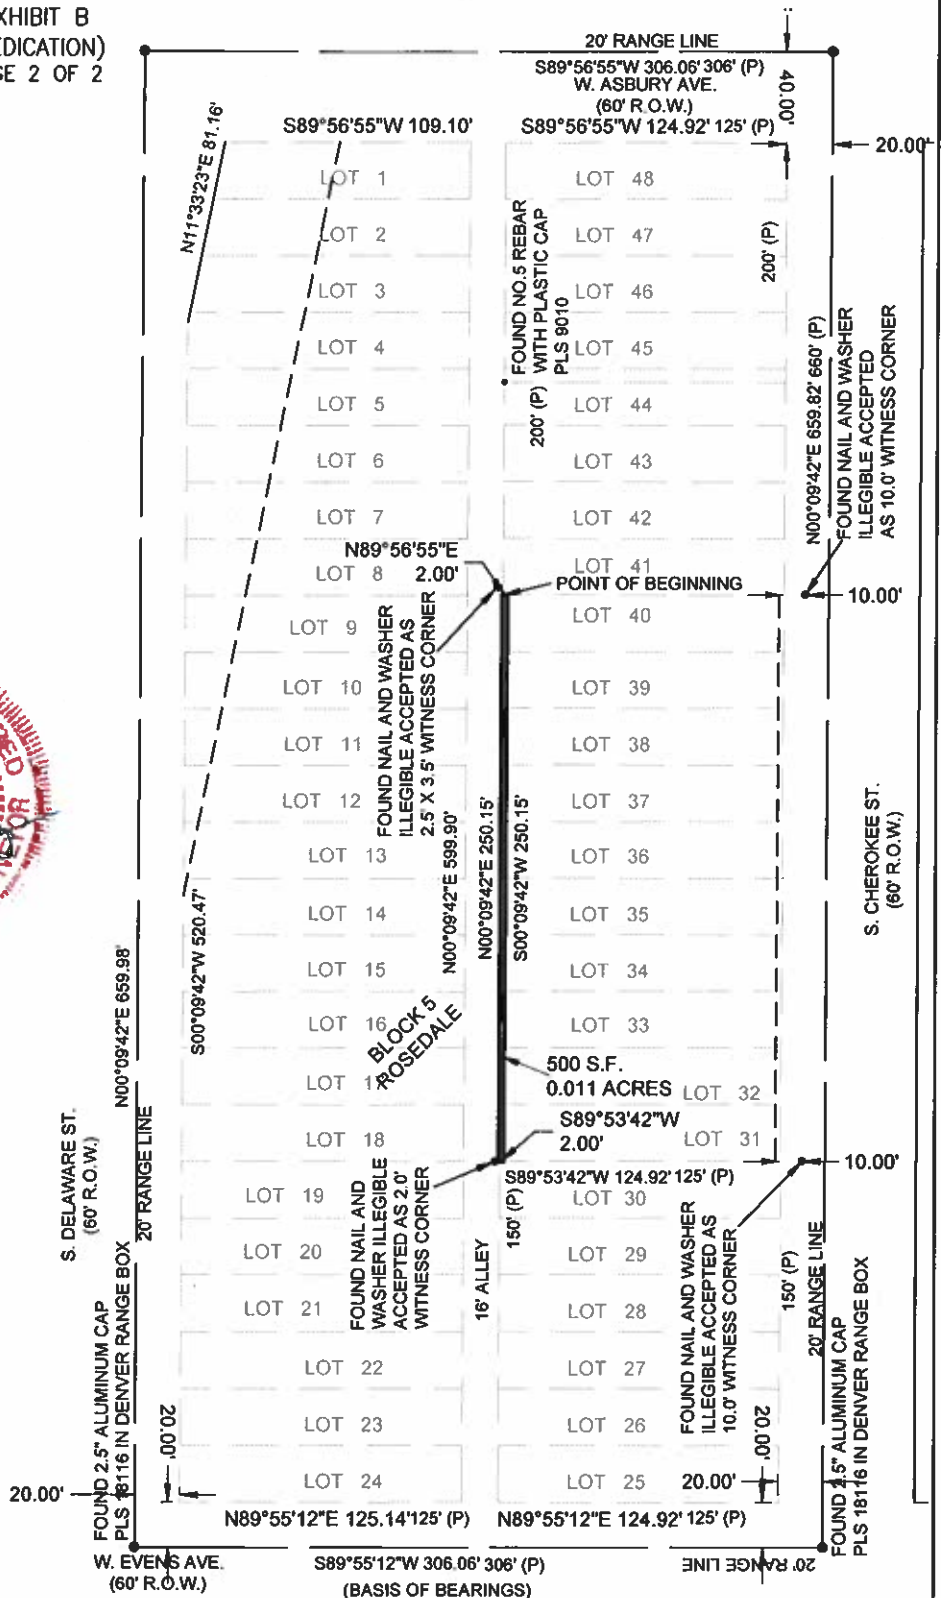 XHIBIT B
EDICATION)
GE 2 OF 2
20' RANGE LINE
S89°56'55"W 306.06' 306' (P)
W. ASBURY AVE.
(60' R.O.W.)
S89°56'55"W 109.10'
S89°56'55"W 124.92' 125' (P)
40.00'
20.00'
N11°33'23"E 81.16'
200' (P)
LOT 1
LOT 48
LOT 2
LOT 47
LOT 3
LOT 46
LOT 4
LOT 45
LOT 5
LOT 44
LOT 6
LOT 43
LOT 7
LOT 42
LOT 8
LOT 41
LOT 9
LOT 40
LOT 10
LOT 39
LOT 11
LOT 38
LOT 12
LOT 37
LOT 13
LOT 36
LOT 14
LOT 35
LOT 15
LOT 34
LOT 16
LOT 33
LOT 17
LOT 32
LOT 18
LOT 31
LOT 19
LOT 30
LOT 20
LOT 29
LOT 21
LOT 28
LOT 22
LOT 27
LOT 23
LOT 26
LOT 24
LOT 25
FOUND NO.5 REBAR
WITH PLASTIC CAP
PLS 9010
200' (P)
N00°09'42"E 659.82' 660' (P)
FOUND NAIL AND WASHER
ILLEGIBLE ACCEPTED
AS 10.0' WITNESS CORNER
N89°56'55"E
2.00'
POINT OF BEGINNING
10.00'
FOUND NAIL AND WASHER
ILLEGIBLE ACCEPTED AS
2.5' X 3.5' WITNESS CORNER
N00°09'42"E 599.90'
N00°09'42"E 250.15'
S00°09'42"W 250.15'
S. CHEROKEE ST.
(60' R.O.W.)
S00°09'42"W 520.47'
N00°09'42"E 659.98'
BLOCK 5
ROSEDALE
500 S.F.
0.011 ACRES
S89°53'42"W
2.00'
S89°53'42"W 124.92' 125' (P)
10.00'
S. DELAWARE ST.
(60' R.O.W.)
20' RANGE LINE
FOUND NAIL AND
WASHER ILLEGIBLE
ACCEPTED AS 2.0'
WITNESS CORNER
16' ALLEY
150' (P)
FOUND NAIL AND WASHER
ILLEGIBLE ACCEPTED AS
10.0' WITNESS CORNER
150' (P)
20' RANGE LINE
FOUND 2.5" ALUMINUM CAP
PLS 18116 IN DENVER RANGE BOX
FOUND 2.5" ALUMINUM CAP
PLS 18116 IN DENVER RANGE BOX
20.00'
20.00'
20.00'
20.00'
N89°55'12"E 125.14' 125' (P)
N89°55'12"E 124.92' 125' (P)
W. EVENS AVE.
(60' R.O.W.)
S89°55'12"W 306.06' 306' (P)
(BASIS OF BEARINGS)
20' RANGE LINE